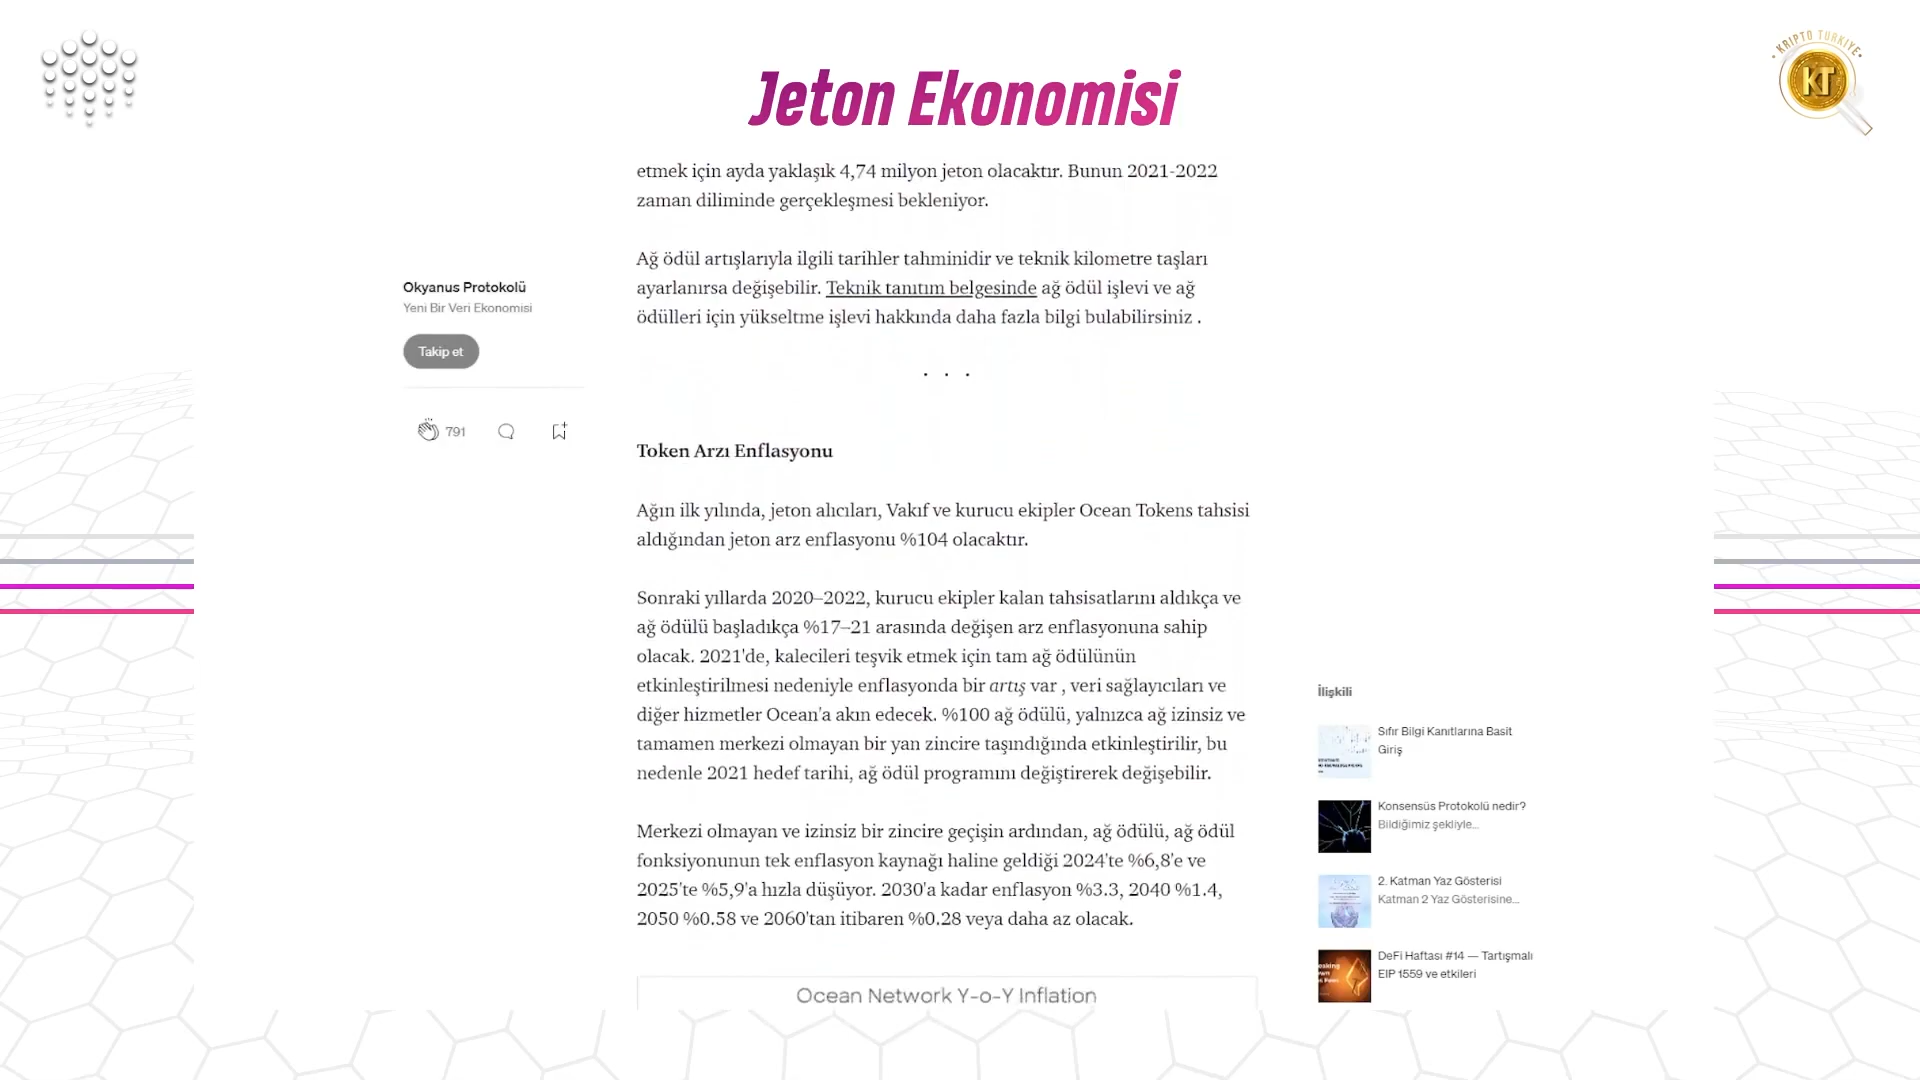 KRIPTO TURKIYE
KT
Jeton Ekonomisi
etmek için ayda yaklaşık 4,74 milyon jeton olacaktır. Bunun 2021-2022
zaman diliminde gerçekleşmesi bekleniyor.
Ağ ödül artışlarıyla ilgili tarihler tahminidir ve teknik kilometre taşları
ayarlanırsa değişebilir. Teknik tanıtım belgesinde ağ ödül işlevi ve ağ
ödülleri için yükseltme işlevi hakkında daha fazla bilgi bulabilirsiniz .
. . .
Okyanus Protokolü
Yeni Bir Veri Ekonomisi
Takip et
791
Token Arzı Enflasyonu
Ağın ilk yılında, jeton alıcıları, Vakıf ve kurucu ekipler Ocean Tokens tahsisi
aldığından jeton arz enflasyonu %104 olacaktır.
Sonraki yıllarda 2020–2022, kurucu ekipler kalan tahsisatlarını aldıkça ve
ağ ödülü başladıkça %17–21 arasında değişen arz enflasyonuna sahip
olacak. 2021'de, kalecileri teşvik etmek için tam ağ ödülünün
etkinleştirilmesi nedeniyle enflasyonda bir artış var , veri sağlayıcıları ve
diğer hizmetler Ocean'a akın edecek. %100 ağ ödülü, yalnızca ağ izinsiz ve
tamamen merkezi olmayan bir yan zincire taşındığında etkinleştirilir, bu
nedenle 2021 hedef tarihi, ağ ödül programını değiştirerek değişebilir.
Merkezi olmayan ve izinsiz bir zincire geçişin ardından, ağ ödülü, ağ ödül
fonksiyonunun tek enflasyon kaynağı haline geldiği 2024'te %6,8'e ve
2025'te %5,9'a hızla düşüyor. 2030'a kadar enflasyon %3.3, 2040 %1.4,
2050 %0.58 ve 2060'tan itibaren %0.28 veya daha az olacak.
Ocean Network Y-o-Y Inflation
İlişkili
Sıfır Bilgi Kanıtlarına Basit
Giriş
Konsensüs Protokolü nedir?
Bildiğimiz şekliyle...
2. Katman Yaz Gösterisi
Katman 2 Yaz Gösterisine...
DeFi Haftası #14 — Tartışmalı
EIP 1559 ve etkileri